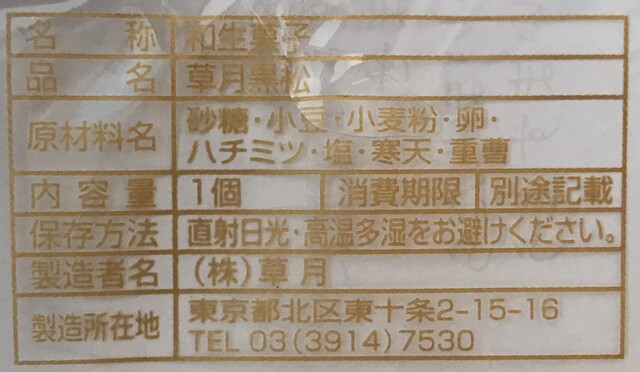 名称 和生菓子
品名 草月黒松
原材料名 砂糖・小豆・小麦粉・卵・
ハチミツ・塩・寒天・重曹
内容量 1個 消費期限 別途記載
保存方法 直射日光・高温多湿をお避けください。
製造者名 (株)草月
製造所在地 東京都北区東十条2-15-16
TEL 03(3914)7530